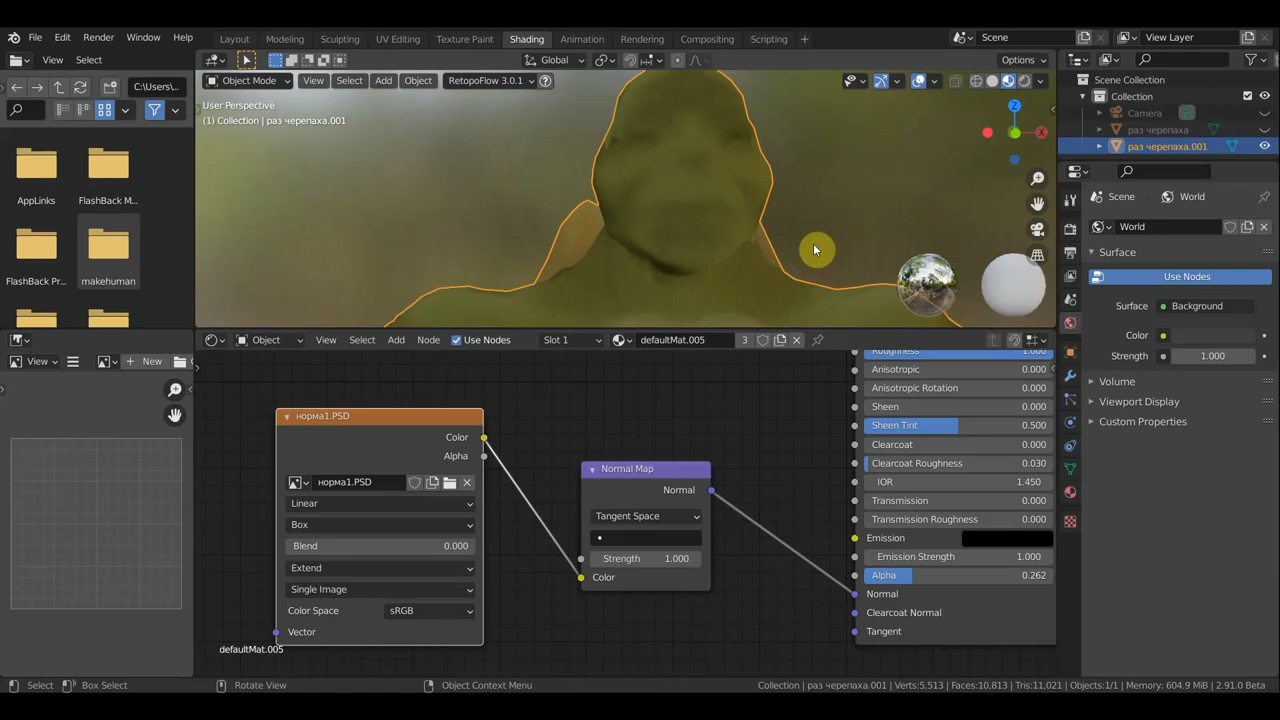 File Edit Render Window Help
Layout Modeling Sculpting UV Editing Texture Paint Shading Animation Rendering Compositing Scripting
Scene
View Layer
View Select
Global
Options
C:\Users\...
Object Mode View Select Add Object RetopoFlow 3.0.1
User Perspective
(1) Collection | раз черепаха.001
Z
X
AppLinks
FlashBack M...
FlashBack Pr...
makehuman
Scene Collection
Collection
Camera
раз черепаха
раз черепаха.001
Scene World
World
Surface
Use Nodes
Surface Background
Color
Strength 1.000
Volume
Viewport Display
Custom Properties
View
New
Object View Select Add Node Use Nodes Slot 1 defaultMat.005 3
норма1.PSD
Color
Alpha
норма1.PSD
Linear
Box
Blend 0.000
Extend
Single Image
Color Space sRGB
Vector
defaultMat.005
Normal Map
Normal
Tangent Space
Strength 1.000
Color
Roughness 1.000
Anisotropic 0.000
Anisotropic Rotation 0.000
Sheen 0.000
Sheen Tint 0.500
Clearcoat 0.000
Clearcoat Roughness 0.030
IOR 1.450
Transmission 0.000
Transmission Roughness 0.000
Emission
Emission Strength 1.000
Alpha 0.262
Normal
Clearcoat Normal
Tangent
Select Box Select Rotate View Object Context Menu
Collection | раз черепаха.001 | Verts:5,513 | Faces:10,813 | Tris:11,021 | Objects:1/1 | Memory: 604.9 MiB | 2.91.0 Beta